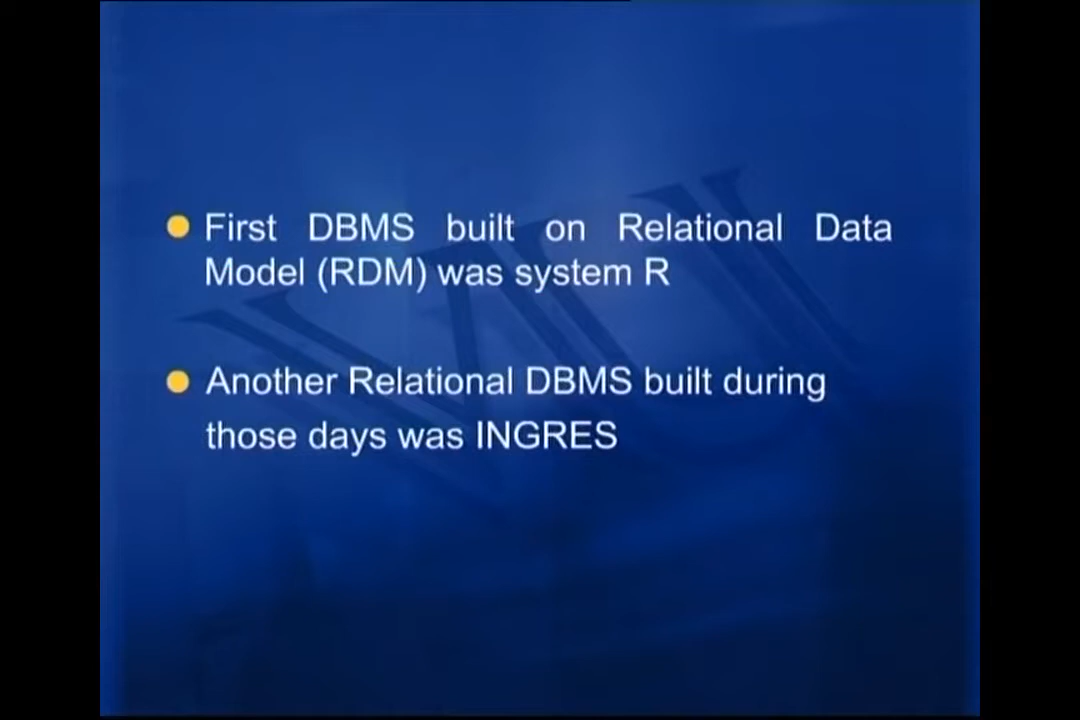 First DBMS built on Relational Data
Model (RDM) was system R
Another Relational DBMS built during
those days was INGRES
VU